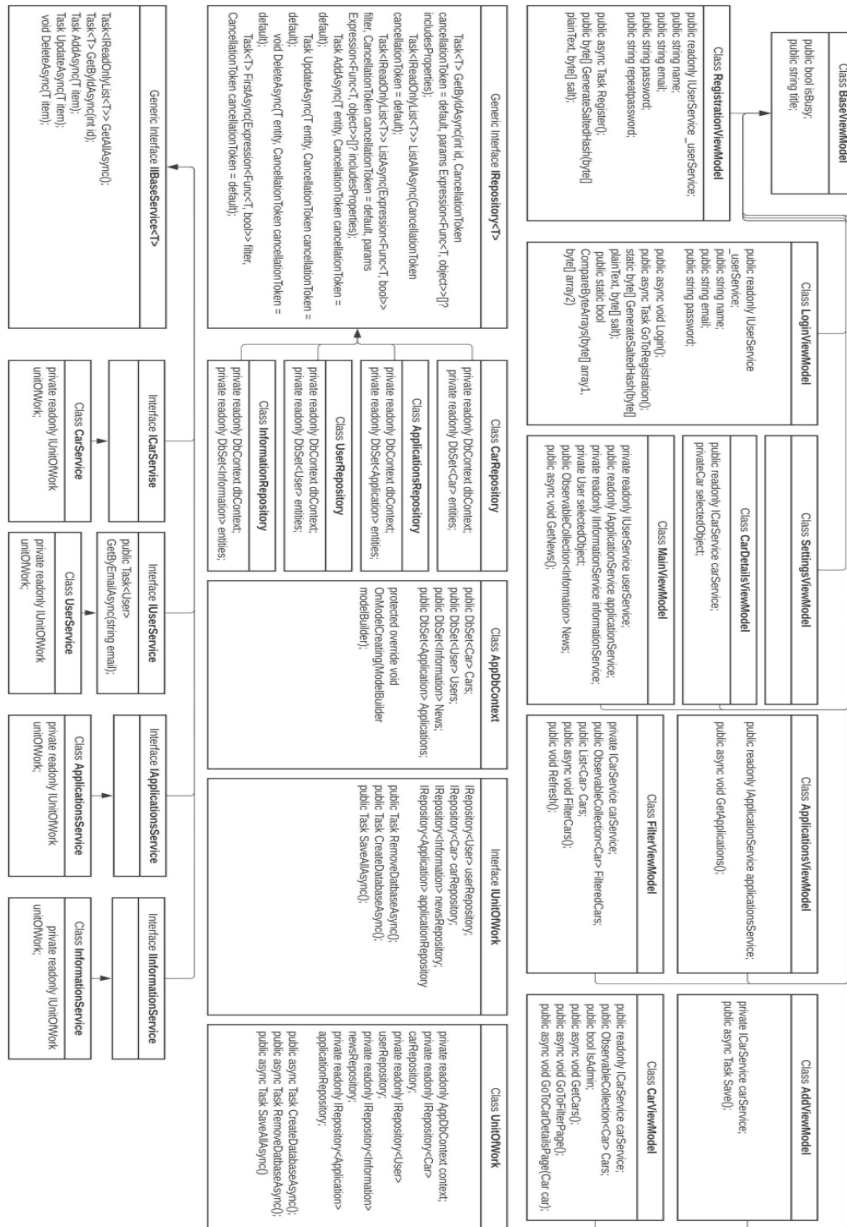 Class BaseViewModel
public bool isBusy;
public string title;
Class RegistrationViewModel
public readonly IUserService _userService;
public string name;
public string email;
public string password;
public string repeatpassword;
public async Task Register();
public byte[] GenerateSaltedHash(byte[]
plainText, byte[] salt);
Class LoginViewModel
public readonly IUserService
_userService;
public string name;
public string email;
public string password;
public async void Login();
public async Task GoToRegistration();
static byte[] GenerateSaltedHash(byte[]
plainText, byte[] salt);
public static bool
CompareByteArrays(byte[] array1,
byte[] array2)
Class SettingsViewModel
Class CarDetailsViewModel
public readonly ICarService carService;
privateCar selectedObject;
Class MainViewModel
private readonly IUserService userService;
public readonly IApplicationService applicationService;
private readonly IInformationService informationService;
private User selectedObject;
public ObservableCollection<Information> News;
public async void GetNews();
Class ApplicationsViewModel
public readonly IApplicationService applicationsService;
public async void GetApplications();
Class FilterViewModel
private ICarService carService;
public ObservableCollection<Car> FilteredCars;
public List<Car> Cars;
public async void FilterCars();
public void Refresh();
Class AddViewModel
private ICarService carService;
public async Task Save();
Class CarViewModel
public readonly ICarService carService;
public ObservableCollection<Car> Cars;
public bool IsAdmin;
public async void GetCars();
public async void GoToFilterPage();
public async void GoToCarDetailsPage(Car car);
Generic Interface IRepository<T>
Task<T> GetByIdAsync(int id, CancellationToken
cancellationToken = default, params Expression<Func<T, object>>[]?
includesProperties);
Task<IReadOnlyList<T>> ListAllAsync(CancellationToken
cancellationToken = default);
Task<IReadOnlyList<T>> ListAsync(Expression<Func<T, bool>>
filter, CancellationToken cancellationToken = default, params
Expression<Func<T, object>>[]? includesProperties);
Task AddAsync(T entity, CancellationToken cancellationToken =
default);
Task UpdateAsync(T entity, CancellationToken cancellationToken =
default);
void DeleteAsync(T entity, CancellationToken cancellationToken =
default);
Task<T> FirstAsync(Expression<Func<T, bool>> filter,
CancellationToken cancellationToken = default);
Class CarRepository
private readonly DbContext dbContext;
private readonly DbSet<Car> entities;
Class ApplicationsRepository
private readonly DbContext dbContext;
private readonly DbSet<Application> entities;
Class UserRepository
private readonly DbContext dbContext;
private readonly DbSet<User> entities;
Class InformationRepository
private readonly DbContext dbContext;
private readonly DbSet<Information> entities;
Class AppDbContext
public DbSet<Car> Cars;
public DbSet<User> Users;
public DbSet<Information> News;
public DbSet<Application> Applications;
protected override void
OnModelCreating(ModelBuilder
modelBuilder);
Interface IUnitOfWork
IRepository<User> userRepository;
IRepository<Car> carRepository;
IRepository<Information> newsRepository;
IRepository<Application> applicationRepository
public Task RemoveDatbaseAsync();
public Task CreateDatabaseAsync();
public Task SaveAllAsync();
Class UnitOfWork
private readonly AppDbContext context;
private readonly IRepository<Car>
carRepository;
private readonly IRepository<User>
userRepository;
private readonly IRepository<Information>
newsRepository;
private readonly IRepository<Application>
applicationRepository;
public async Task CreateDatabaseAsync();
public async Task RemoveDatbaseAsync();
public async Task SaveAllAsync()
Generic Interface IIBaseService<T>
Task<IReadOnlyList<T>> GetAllAsync();
Task<T> GetByIdAsync(int id);
Task AddAsync(T item);
Task UpdateAsync(T item);
void DeleteAsync(T item);
Interface ICarServise
Class CarService
private readonly IUnitOfWork
unitOfWork;
Interface IUserService
public Task<User>
GetByEmailAsync(string email);
Class UserService
private readonly IUnitOfWork
unitOfWork;
Interface IApplicationsService
Class ApplicationsService
private readonly IUnitOfWork
unitOfWork;
Interface IInformationService
Class InformationService
private readonly IUnitOfWork
unitOfWork;